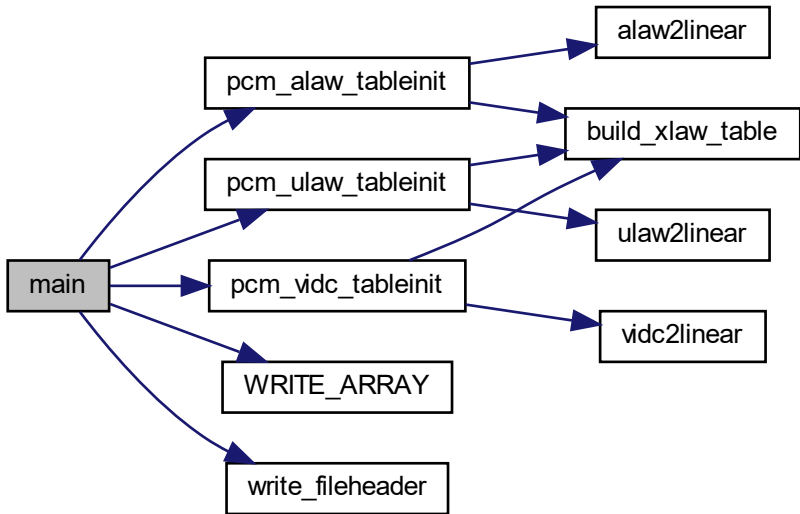 main
pcm_alaw_tableinit
pcm_ulaw_tableinit
pcm_vidc_tableinit
WRITE_ARRAY
write_fileheader
alaw2linear
build_xlaw_table
ulaw2linear
vidc2linear